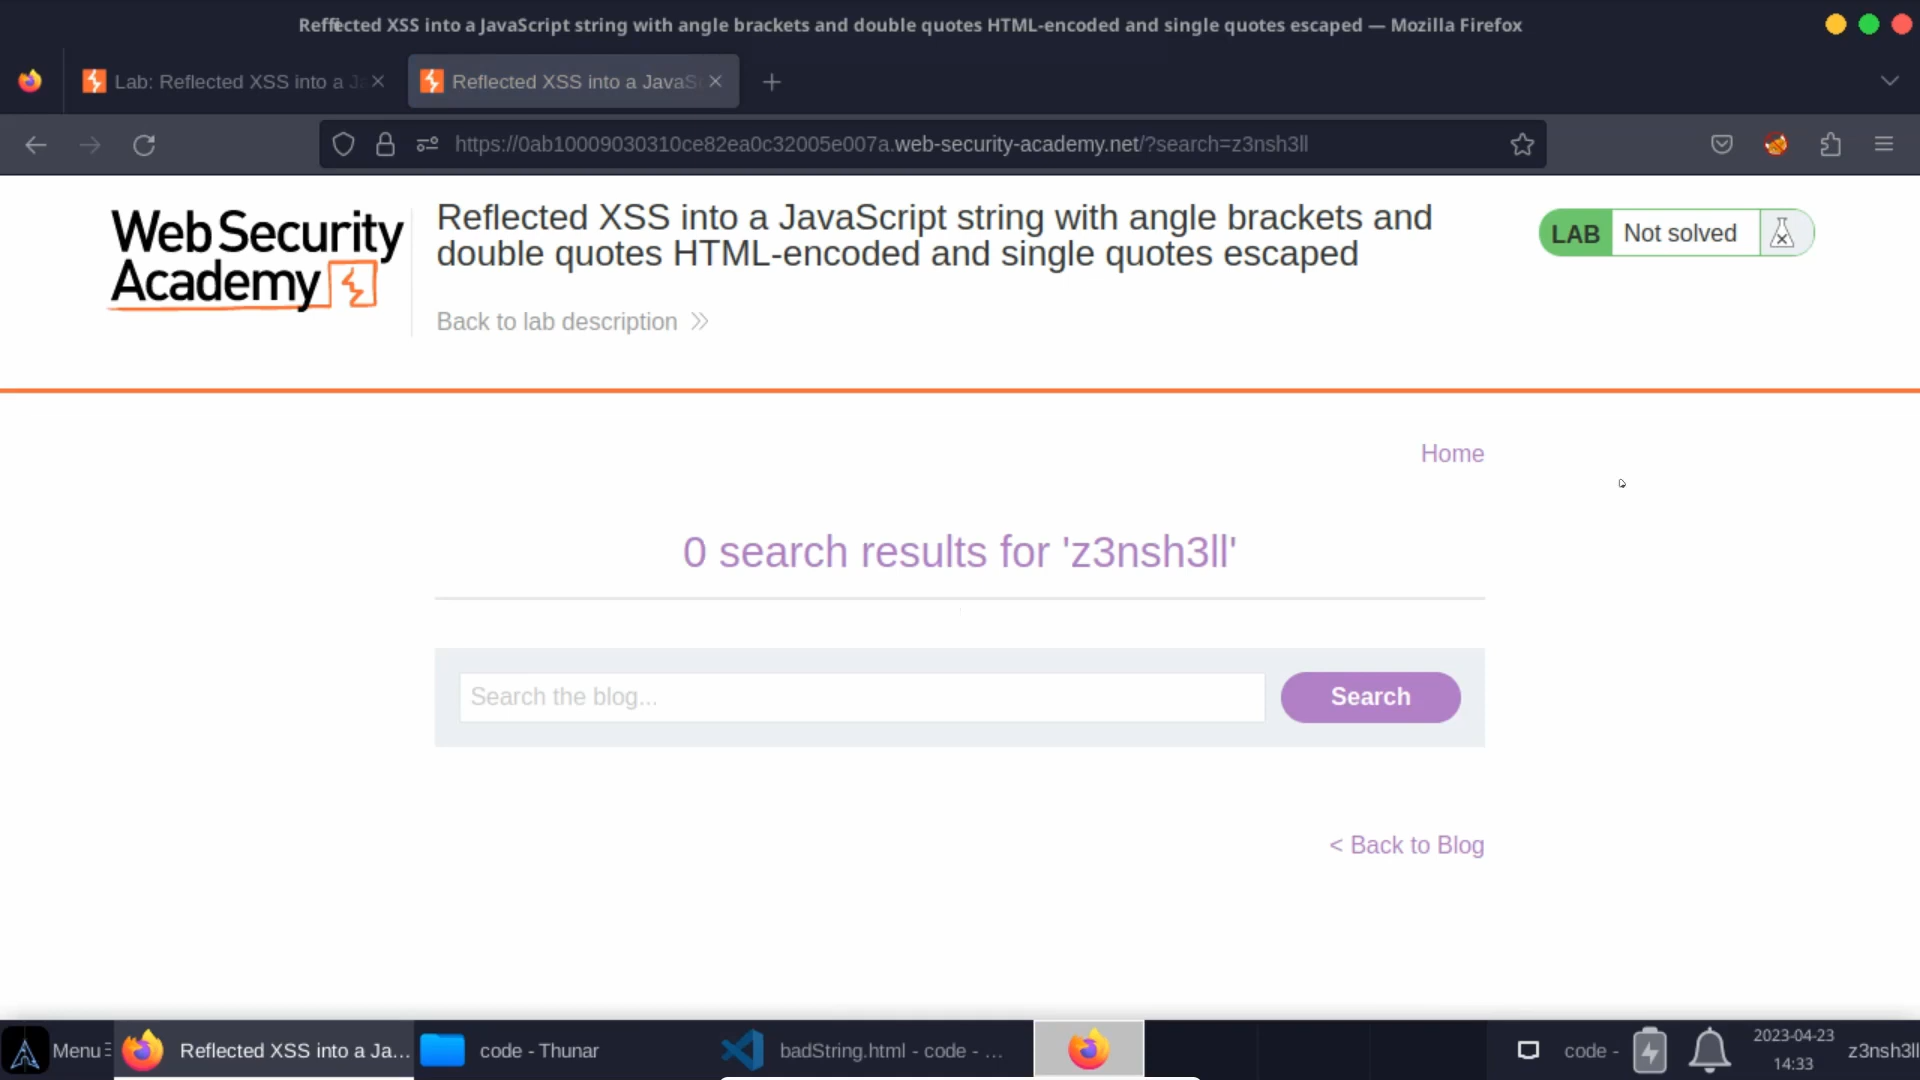 Reflected XSS into a JavaScript string with angle brackets and double quotes HTML-encoded and single quotes escaped — Mozilla Firefox
Lab: Reflected XSS into a Ja
Reflected XSS into a JavaS
https://0ab10009030310ce82ea0c32005e007a.web-security-academy.net/?search=z3nsh3ll
Web Security
Academy
Reflected XSS into a JavaScript string with angle brackets and
double quotes HTML-encoded and single quotes escaped
LAB Not solved
Back to lab description
Home
0 search results for 'z3nsh3ll'
Search the blog...
Search
< Back to Blog
Menu
Reflected XSS into a Ja...
code - Thunar
badString.html - code - ...
code -
2023-04-23
14:33
z3nsh3ll